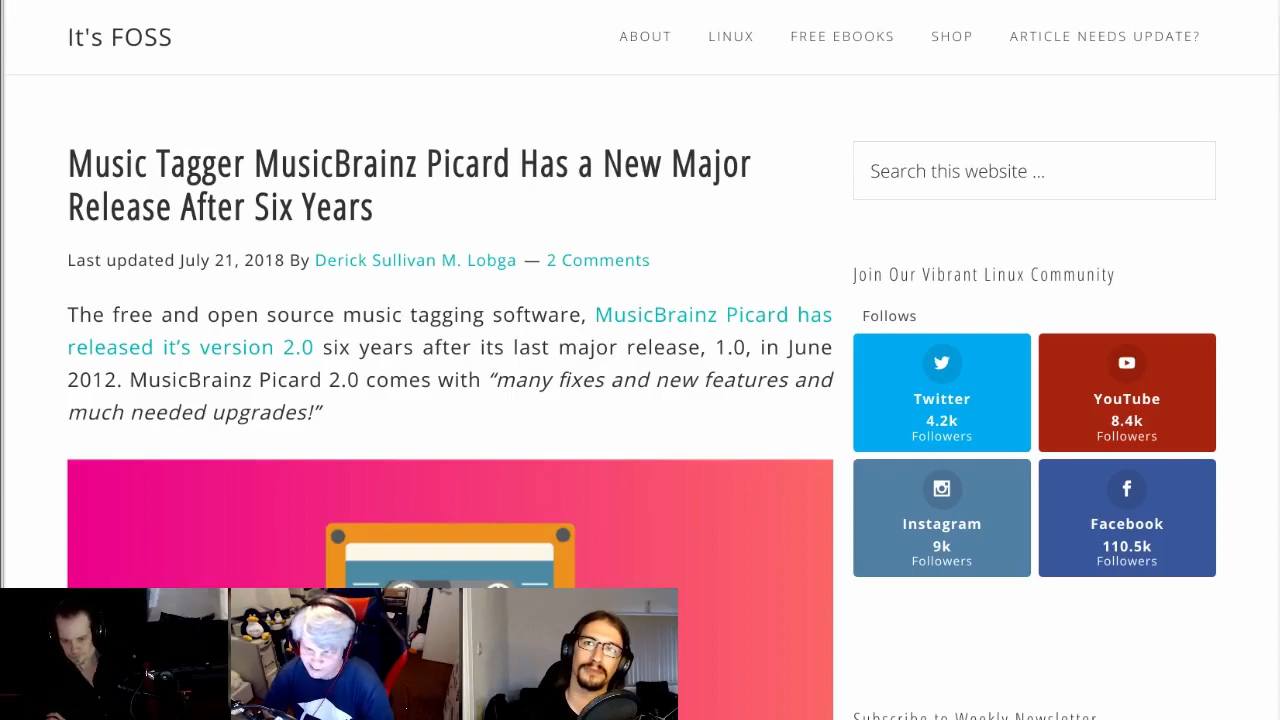 It's FOSS
ABOUT LINUX FREE EBOOKS SHOP ARTICLE NEEDS UPDATE?
Music Tagger MusicBrainz Picard Has a New Major
Release After Six Years
Last updated July 21, 2018 By Derick Sullivan M. Lobga — 2 Comments
The free and open source music tagging software, MusicBrainz Picard has
released it’s version 2.0 six years after its last major release, 1.0, in June
2012. MusicBrainz Picard 2.0 comes with “many fixes and new features and
much needed upgrades!”
Search this website ...
Join Our Vibrant Linux Community
Follows
Twitter
4.2k
Followers
YouTube
8.4k
Followers
Instagram
9k
Followers
Facebook
110.5k
Followers
Subscribe to Weekly Newsletter